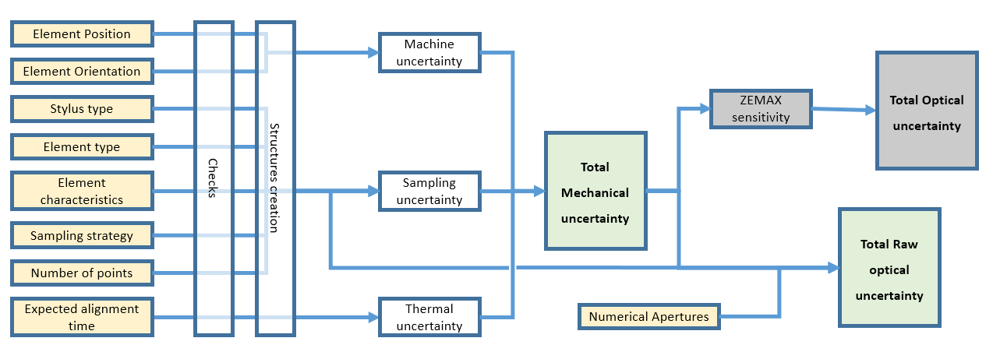 Element Position
Element Orientation
Stylus type
Element type
Element
characteristics
Sampling strategy
Number of points
Expected alignment
time
Checks
Structures creation
Machine
uncertainty
Sampling
uncertainty
Thermal
uncertainty
Total
Mechanical
uncertainty
ZEMAX
sensitivity
Total Optical
uncertainty
Numerical Apertures
Total Raw
optical
uncertainty